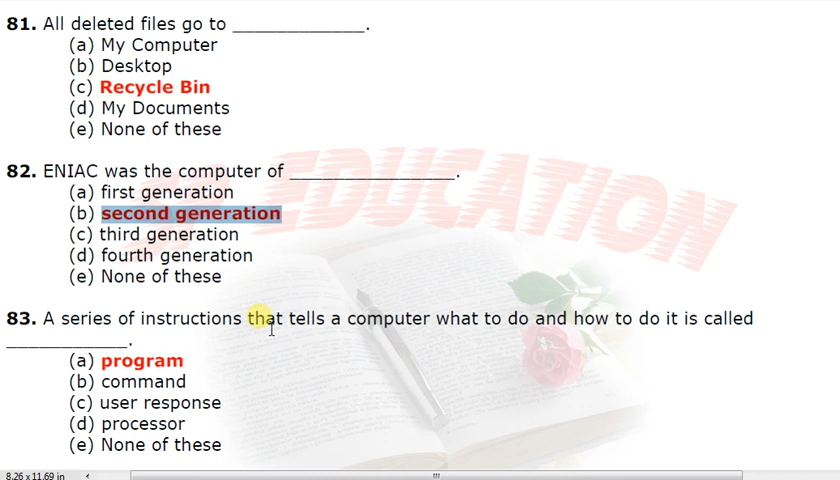 81. All deleted files go to ______________.
(a) My Computer
(b) Desktop
(c) Recycle Bin
(d) My Documents
(e) None of these
EDUCATION
82. ENIAC was the computer of __________________.
(a) first generation
(b) second generation
(c) third generation
(d) fourth generation
(e) None of these
83. A series of instructions that tells a computer what to do and how to do it is called
_____________.
(a) program
(b) command
(c) user response
(d) processor
(e) None of these
8.26 x 11.69 in